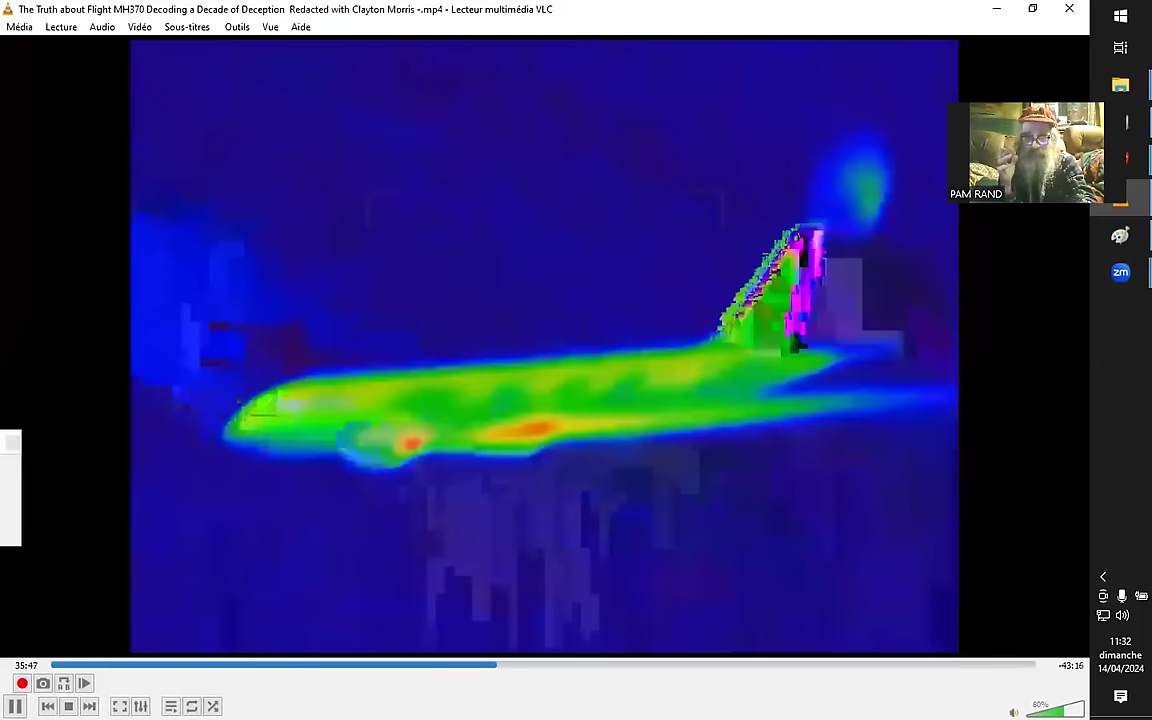 The Truth about Flight MH370 Decoding a Decade of Deception Redacted with Clayton Morris -.mp4 - Lecteur multimédia VLC
Média Lecture Audio Vidéo Sous-titres Outils Vue Aide
PAM RAND
zm
35:47
-43:16
11:32
dimanche
14/04/2024
80%